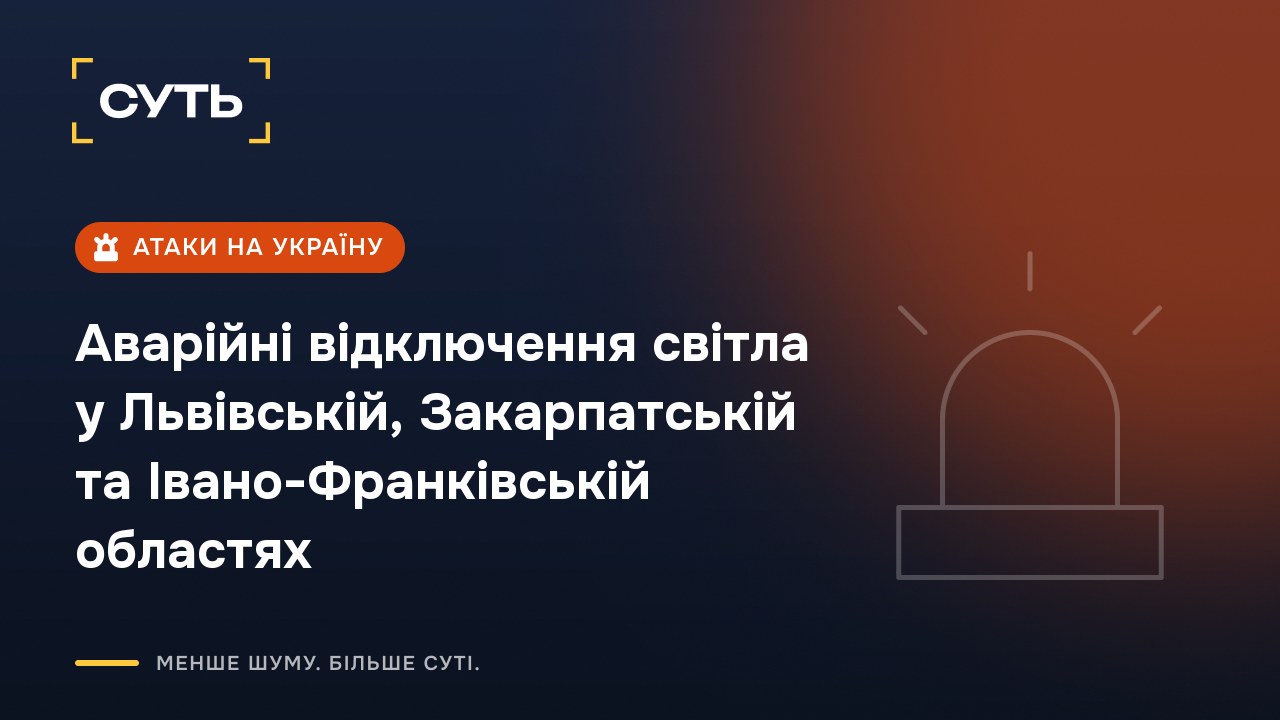 СУТЬ
АТАКИ НА УКРАЇНУ
Аварійні відключення світла
у Львівській, Закарпатській
та Івано-Франківській
областях
МЕНШЕ ШУМУ. БІЛЬШЕ СУТІ.